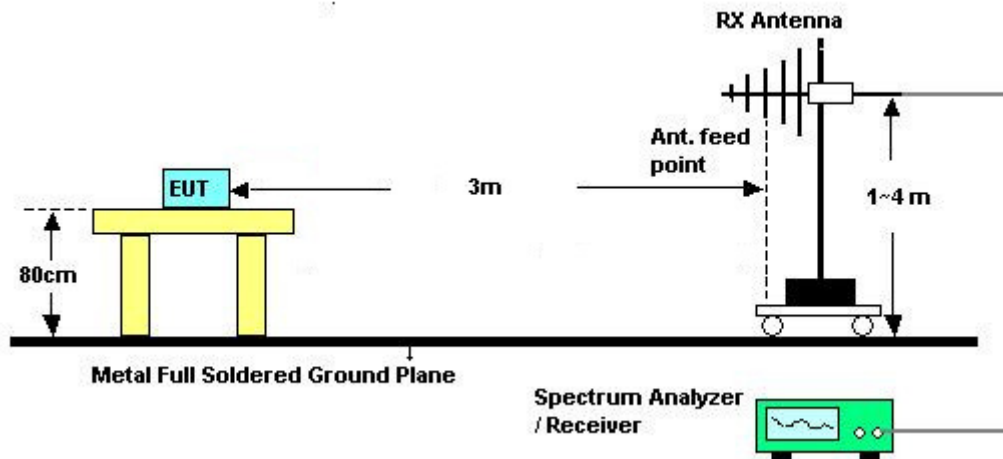 RX Antenna
Ant. feed
point
EUT
3m
1~4 m
80cm
Metal Full Soldered Ground Plane
Spectrum Analyzer
/ Receiver